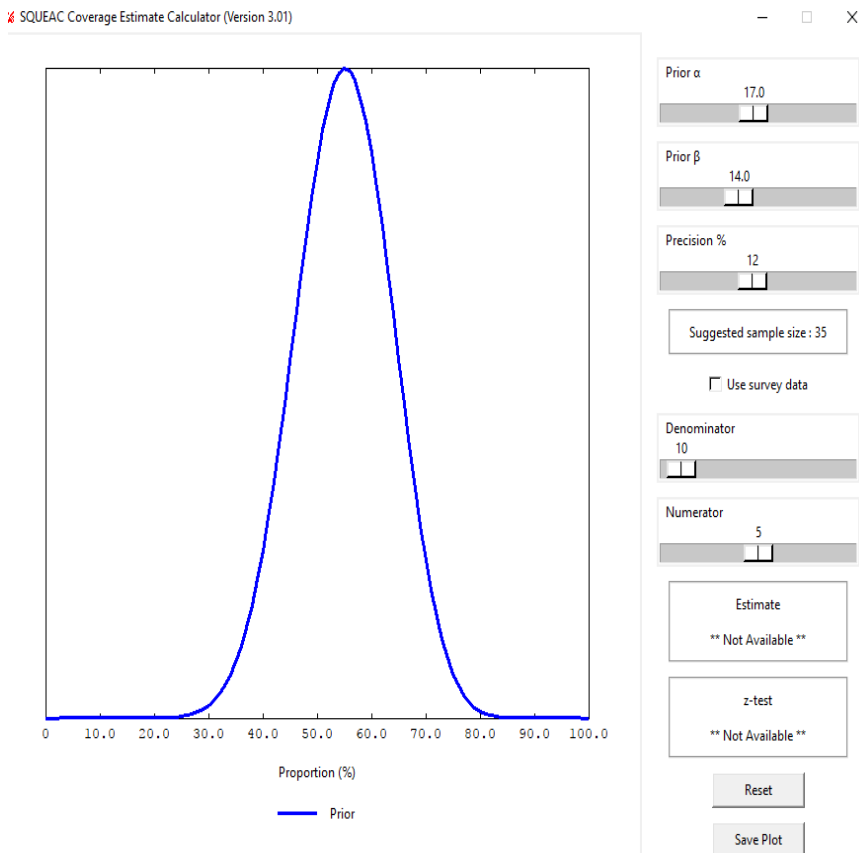 SQUEAC Coverage Estimate Calculator (Version 3.01)
0 10.0 20.0 30.0 40.0 50.0 60.0 70.0 80.0 90.0 100.0
Proportion (%)
Prior
Prior α
17.0
Prior β
14.0
Precision %
12
Suggested sample size : 35
Use survey data
Denominator
10
Numerator
5
Estimate
** Not Available **
z-test
** Not Available **
Reset
Save Plot